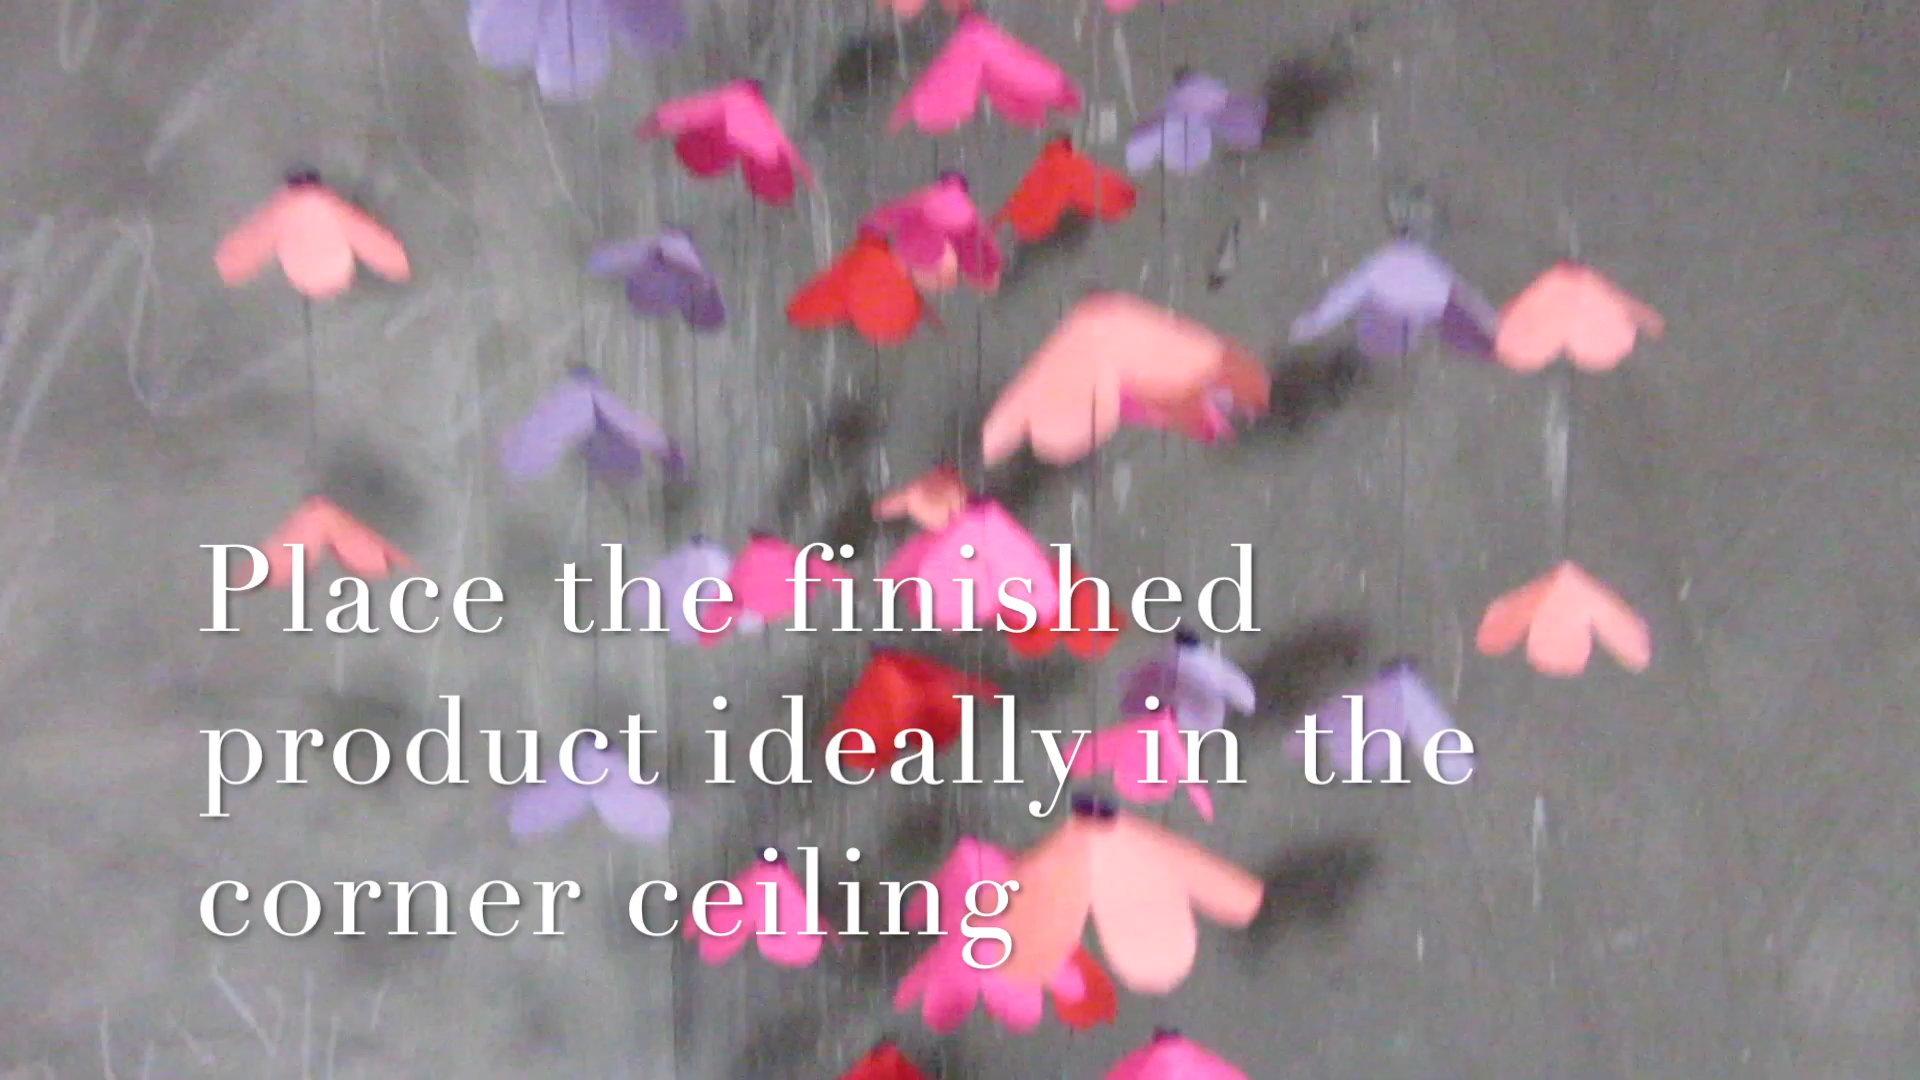 Place the finished
product ideally in the
corner ceiling